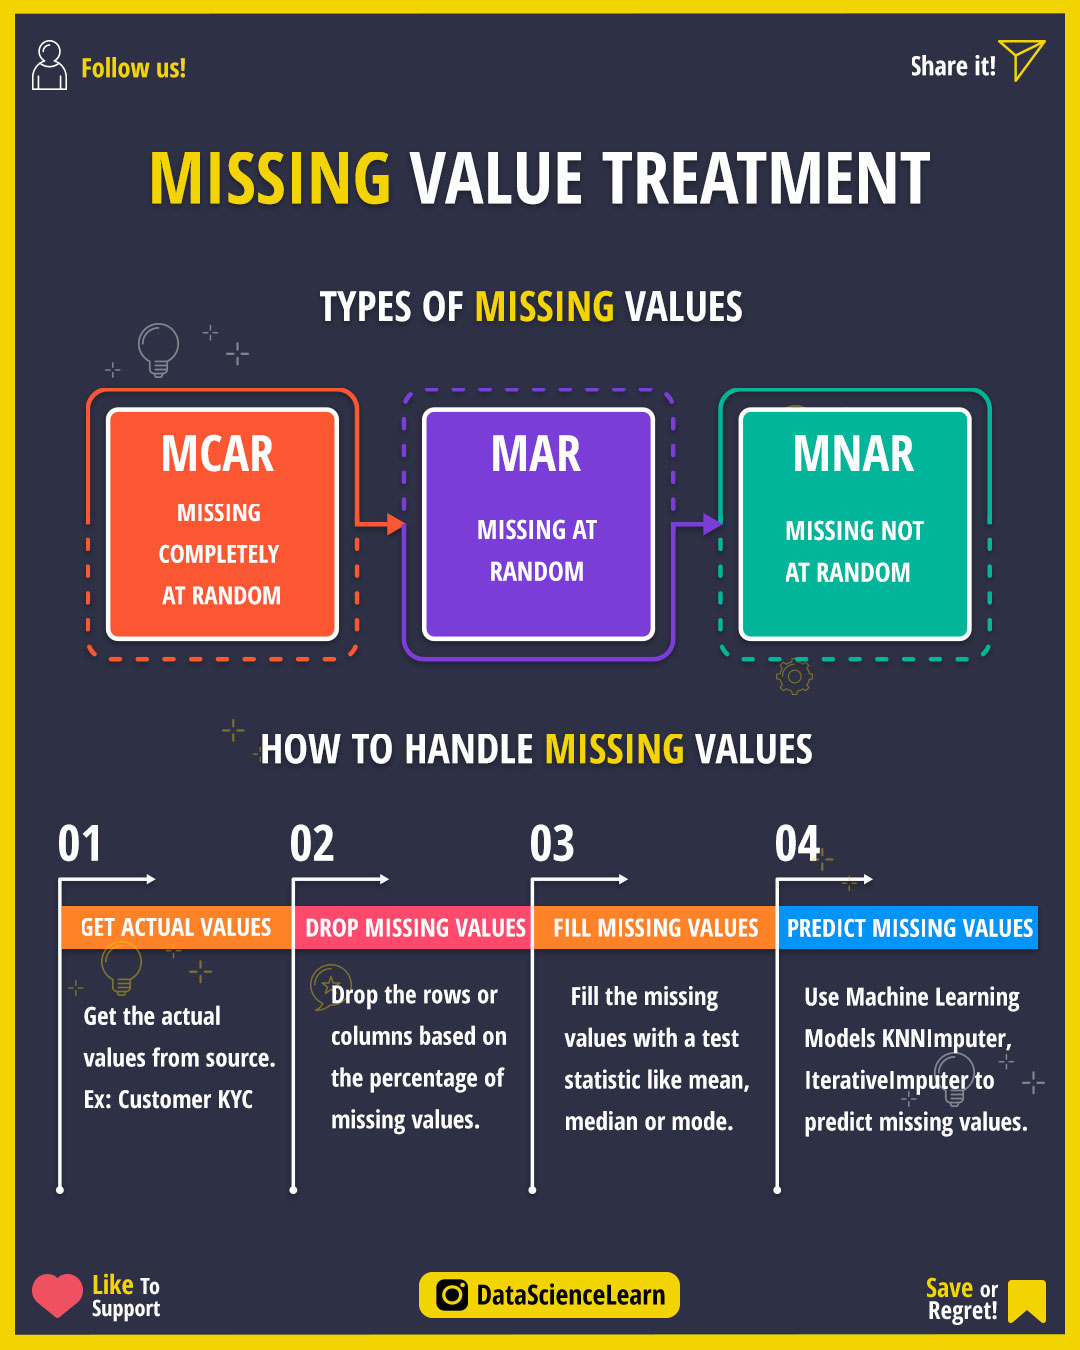 Follow us!
Share it!
MISSING VALUE TREATMENT
TYPES OF MISSING VALUES
MCAR
MISSING
COMPLETELY
AT RANDOM
MAR
MISSING AT
RANDOM
MNAR
MISSING NOT
AT RANDOM
HOW TO HANDLE MISSING VALUES
01
GET ACTUAL VALUES
Get the actual
values from source.
Ex: Customer KYC
02
DROP MISSING VALUES
Drop the rows or
columns based on
the percentage of
missing values.
03
FILL MISSING VALUES
Fill the missing
values with a test
statistic like mean,
median or mode.
04
PREDICT MISSING VALUES
Use Machine Learning
Models KNNImputer,
IterativeImputer to
predict missing values.
Like To
Support
DataScienceLearn
Save or
Regret!